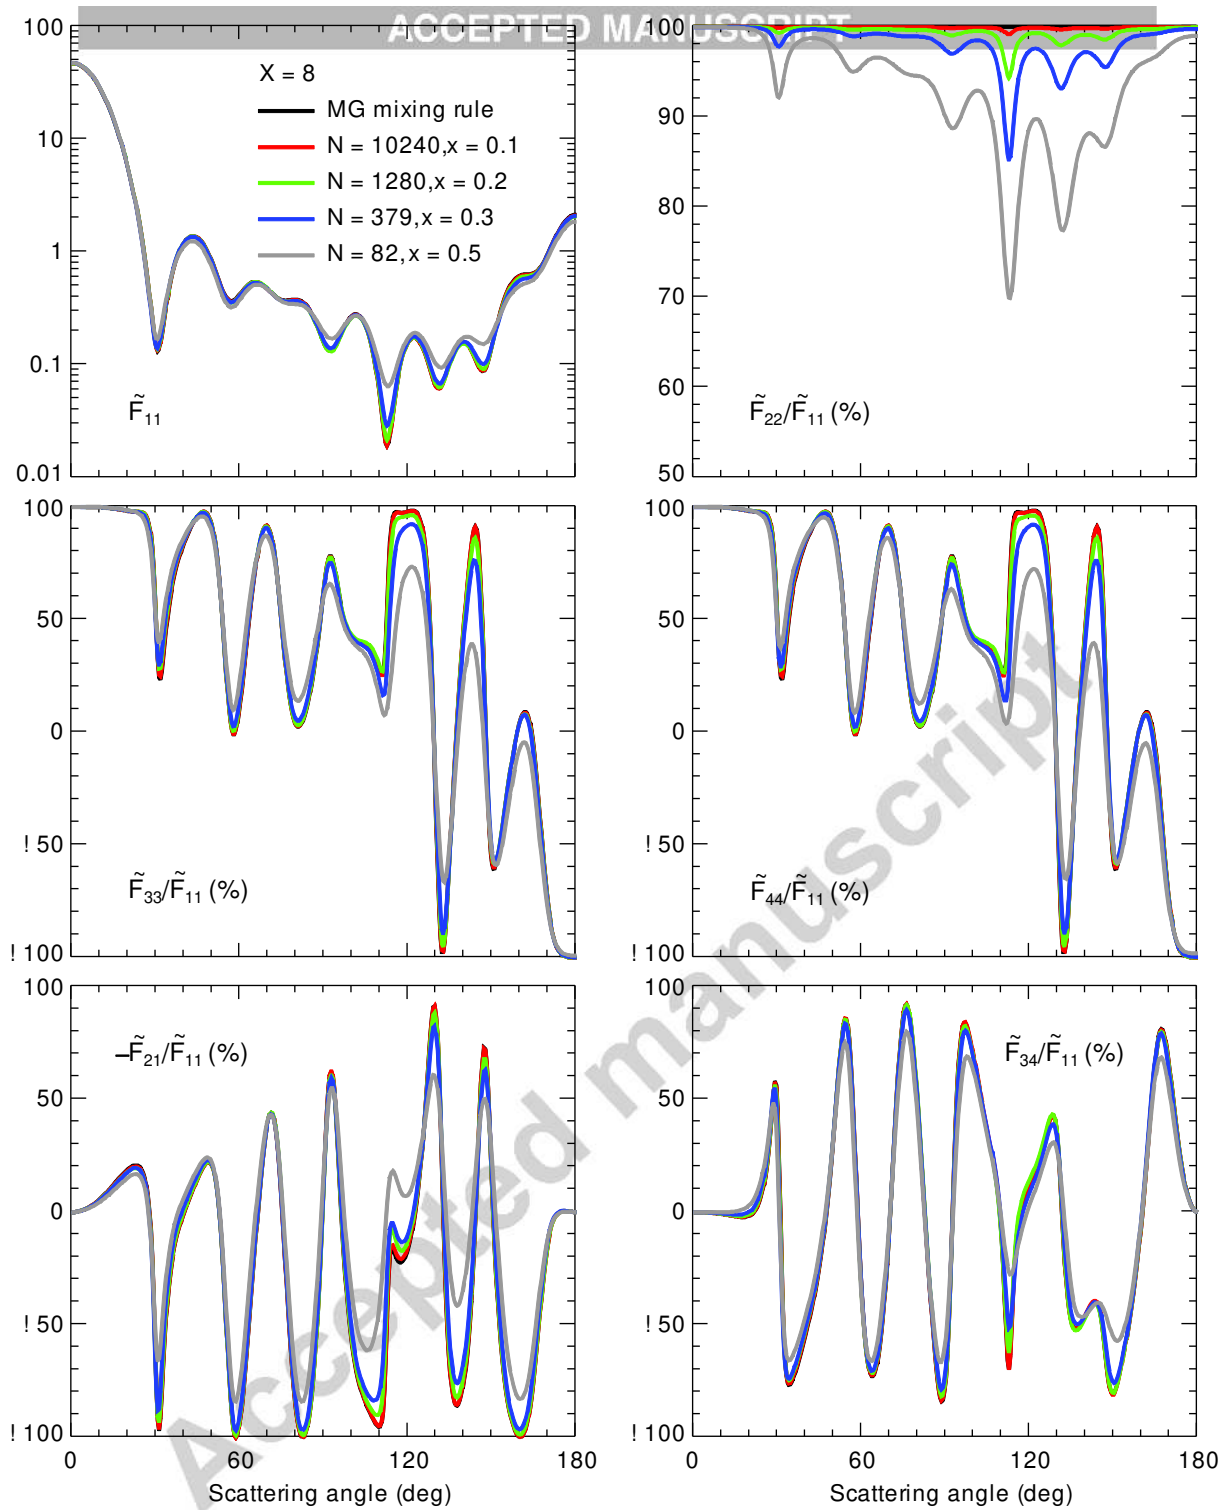 ACCEPTED MANUSCRIPT
100
10
1
0.1
0.01
X = 8
MG mixing rule
N = 10240,x = 0.1
N = 1280,x = 0.2
N = 379,x = 0.3
N = 82,x = 0.5
F̃11
100
90
80
70
60
50
F̃22/F̃11 (%)
100
50
0
! 50
! 100
F̃33/F̃11 (%)
100
50
0
! 50
! 100
F̃44/F̃11 (%)
100
50
0
! 50
! 100
–F̃21/F̃11 (%)
0 60 120 180
Scattering angle (deg)
100
50
0
! 50
! 100
F̃34/F̃11 (%)
0 60 120 180
Scattering angle (deg)
Accepted manuscript